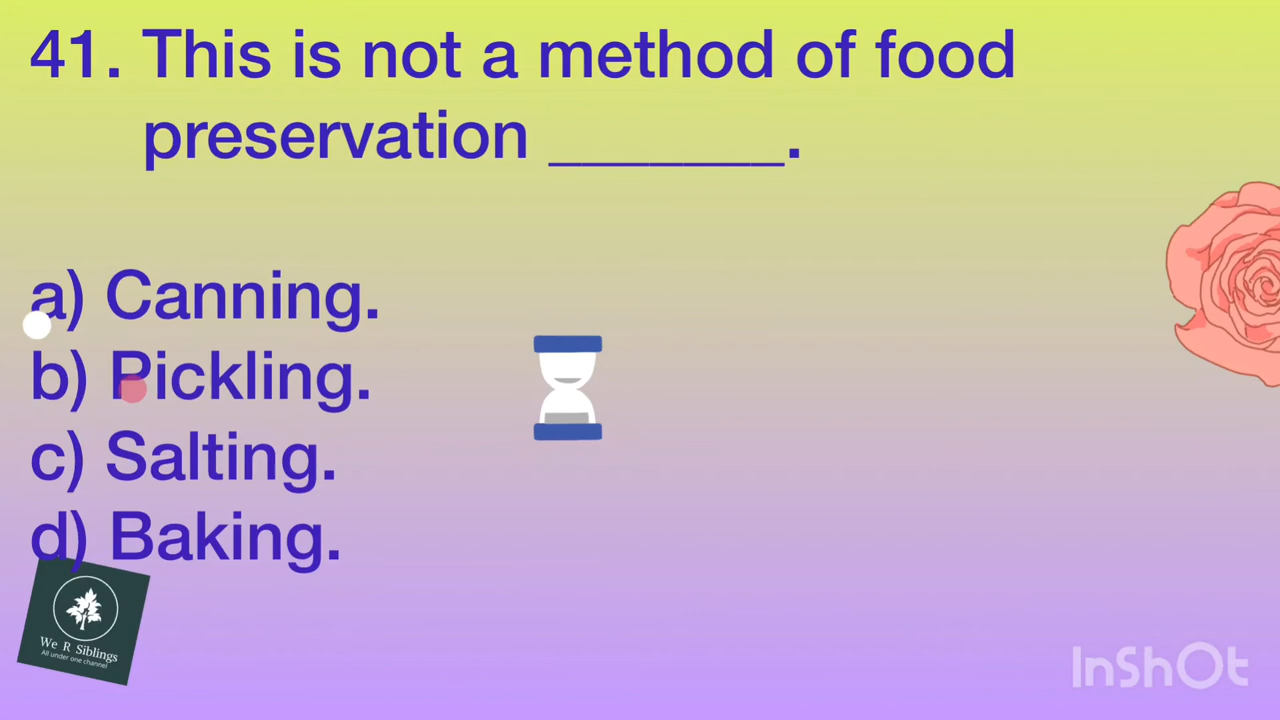 41. This is not a method of food
preservation _______.
a) Canning.
b) Pickling.
c) Salting.
d) Baking.
We R Siblings
All under one channel
InShOt